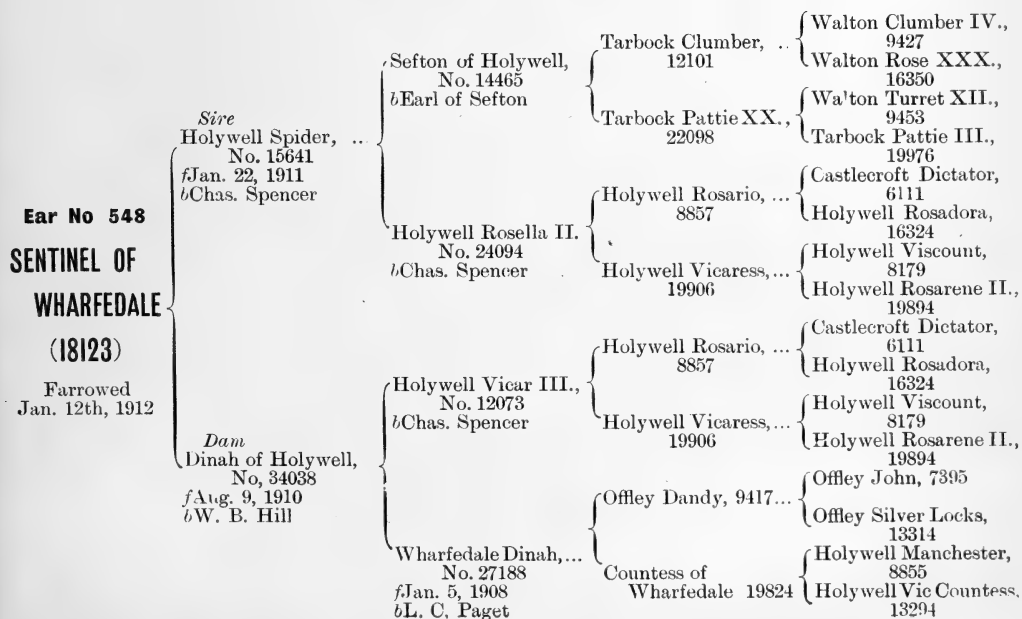 Ear No 548
SENTINEL OF
WHARFEDALE
(18123)
Farrowed
Jan. 12th, 1912
Sire
Holywell Spider, ..
No. 15641
fJan. 22, 1911
bChas. Spencer
Dam
Dinah of Holywell,
No, 34038
fAug. 9, 1910
bW. B. Hill
Sefton of Holywell,
No. 14465
bEarl of Sefton
Holywell Rosella II.
No. 24094
bChas. Spencer
Holywell Vicar III.,
No. 12073
bChas. Spencer
Wharfedale Dinah,...
No. 27188
fJan. 5, 1908
bL. C. Paget
Tarbock Clumber, ..
12101
Tarbock Pattie XX.,
22098
Holywell Rosario, ...
8857
Holywell Vicaress,...
19906
Holywell Rosario, ...
8857
Holywell Vicaress,...
19906
Offley Dandy, 9417...
Countess of
Wharfedale 19824
Walton Clumber IV.,
9427
Walton Rose XXX.,
16350
Wa'ton Turret XII.,
9453
Tarbock Pattie III.,
19976
Castlecroft Dictator,
6111
Holywell Rosadora,
16324
Holywell Viscount,
8179
Holywell Rosarene II.,
19894
Castlecroft Dictator,
6111
Holywell Rosadora,
16324
Holywell Viscount,
8179
Holywell Rosarene II.,
19894
Offley John, 7395
Offley Silver Locks,
13314
Holywell Manchester,
8855
Holywell Vic Countess,
13294